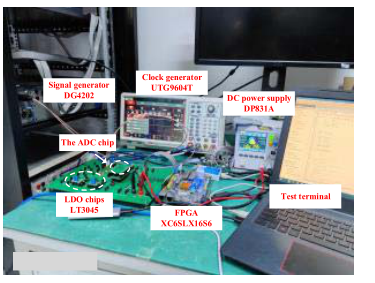 Clock generator
UTG9604T
Signal generator
DG4202
DC power supply
DP831A
The ADC chip
LDO chips
LT3045
FPGA
XC6SLX16S6
Test terminal